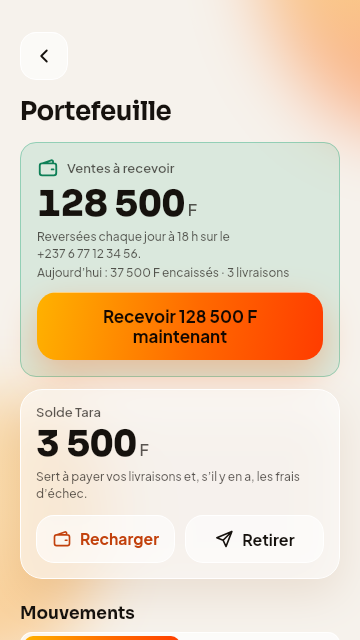 Portefeuille
Ventes à recevoir
128 500 F
Reversées chaque jour à 18 h sur le
+237 6 77 12 34 56.
Aujourd'hui : 37 500 F encaissés · 3 livraisons
Recevoir 128 500 F
maintenant
Solde Tara
3 500 F
Sert à payer vos livraisons et, s'il y en a, les frais
d'échec.
Recharger
Retirer
Mouvements